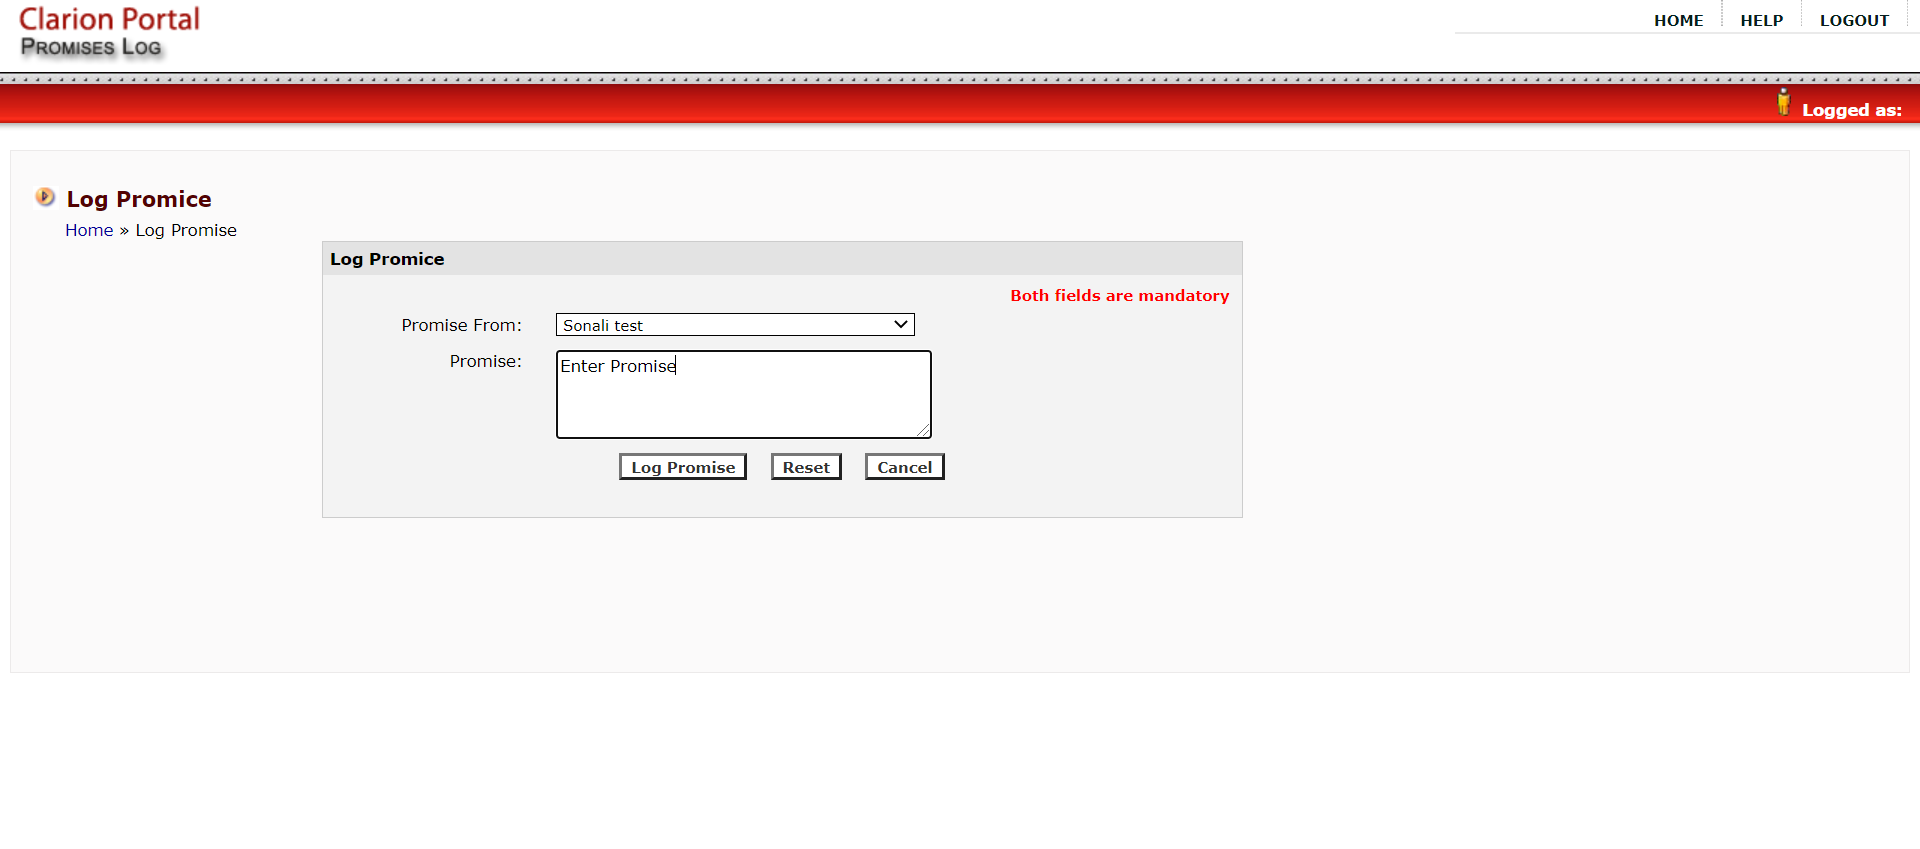 Clarion Portal
PROMISES LOG
HOME
HELP
LOGOUT
Logged as:
Log Promice
Home » Log Promise
Log Promice
Both fields are mandatory
Promise From:
Sonali test
Promise:
Enter Promise
Log Promise
Reset
Cancel